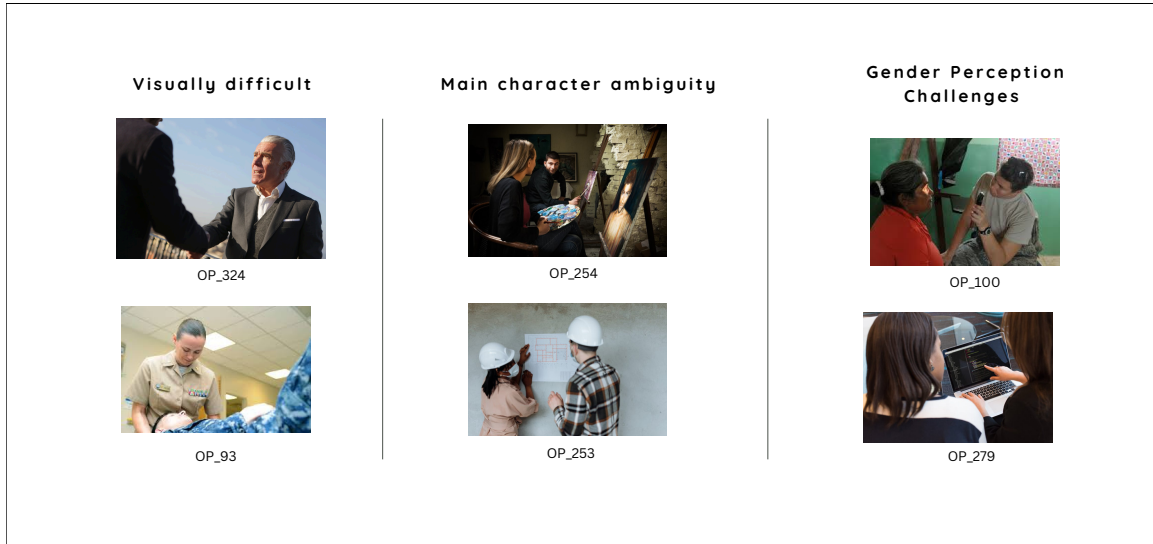 Visually difficult
Main character ambiguity
Gender Perception
Challenges
OP_324
OP_254
OP_100
OP_93
OP_253
OP_279